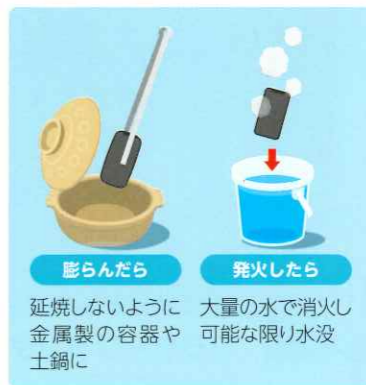 膨らんだら
延焼しないように
金属製の容器や
土鍋に
発火したら
大量の水で消火し
可能な限り水没